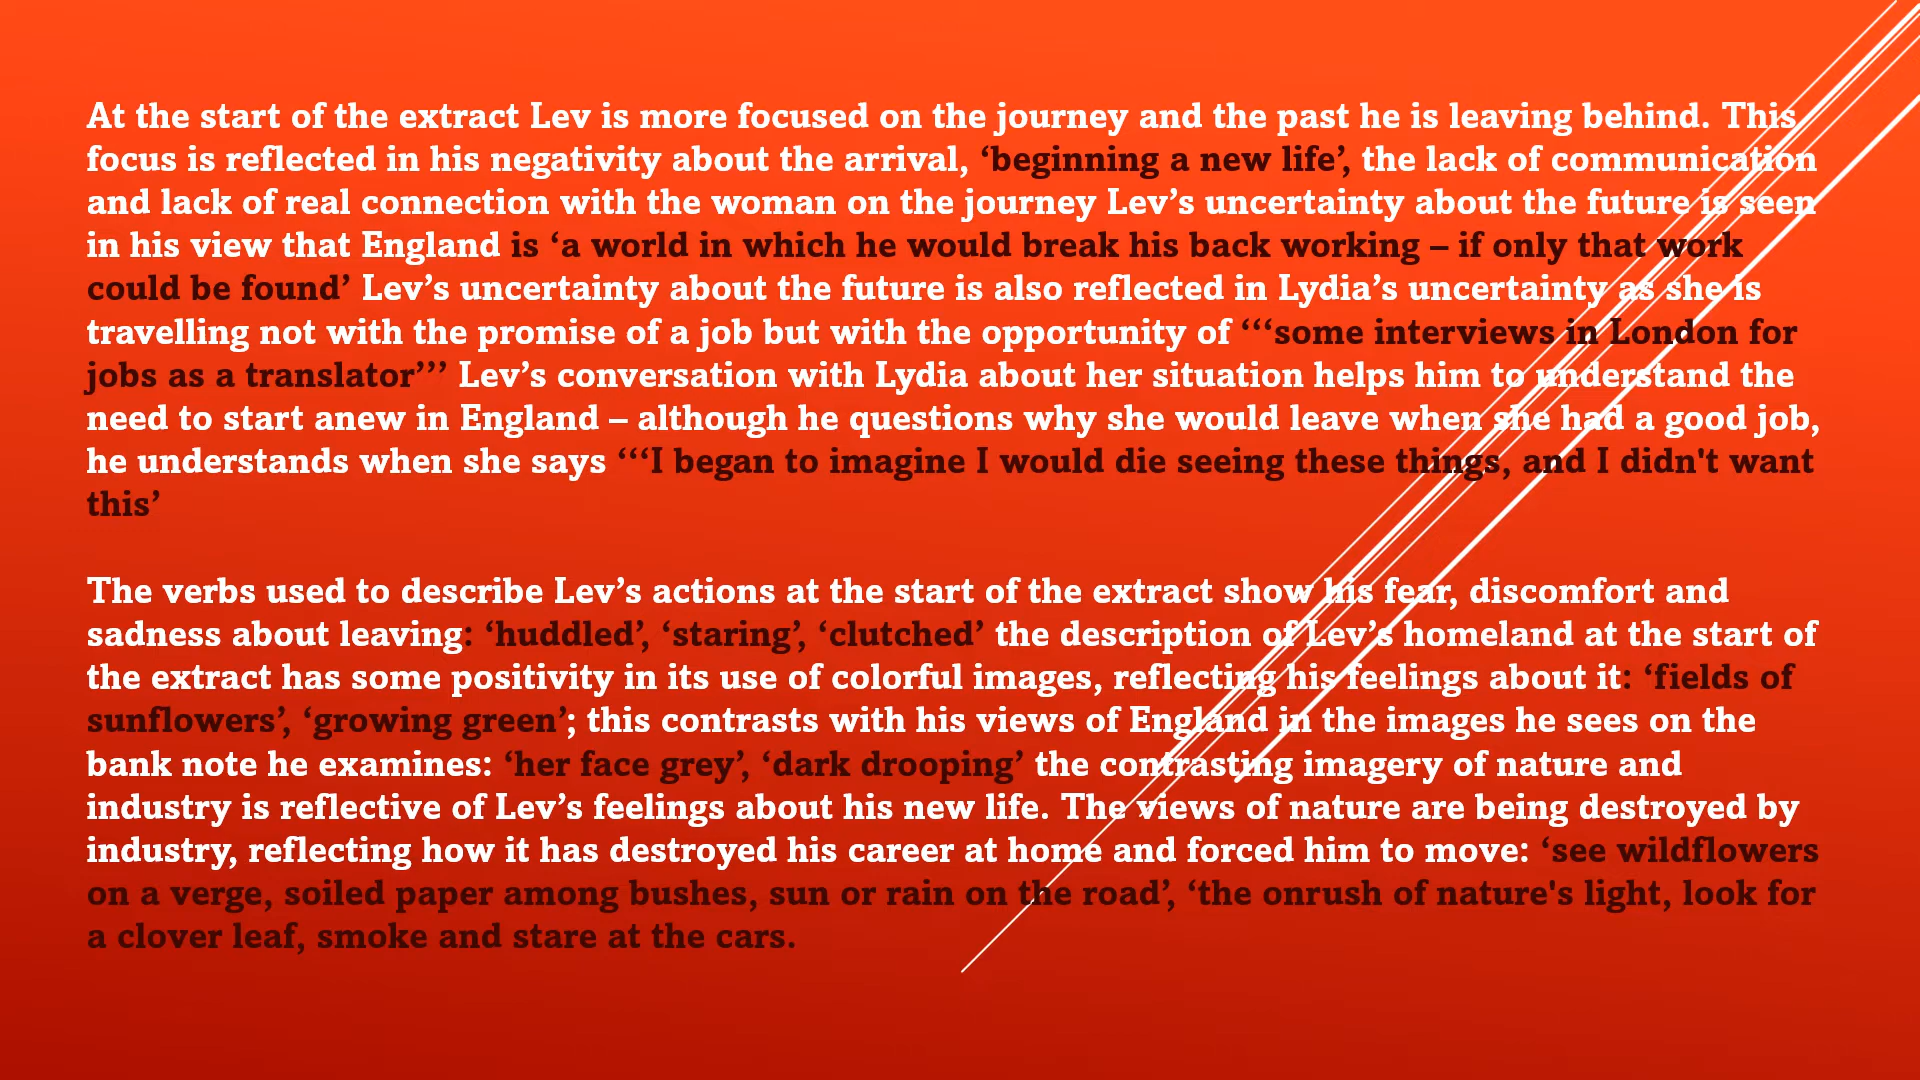 At the start of the extract Lev is more focused on the journey and the past he is leaving behind. This
focus is reflected in his negativity about the arrival, ‘beginning a new life’, the lack of communication
and lack of real connection with the woman on the journey Lev’s uncertainty about the future is seen
in his view that England is ‘a world in which he would break his back working – if only that work
could be found’ Lev’s uncertainty about the future is also reflected in Lydia’s uncertainty as she is
travelling not with the promise of a job but with the opportunity of ‘‘‘some interviews in London for
jobs as a translator’’’ Lev’s conversation with Lydia about her situation helps him to understand the
need to start anew in England – although he questions why she would leave when she had a good job,
he understands when she says ‘‘‘I began to imagine I would die seeing these things, and I didn't want
this’
The verbs used to describe Lev’s actions at the start of the extract show his fear, discomfort and
sadness about leaving: ‘huddled’, ‘staring’, ‘clutched’ the description of Lev’s homeland at the start of
the extract has some positivity in its use of colorful images, reflecting his feelings about it: ‘fields of
sunflowers’, ‘growing green’; this contrasts with his views of England in the images he sees on the
bank note he examines: ‘her face grey’, ‘dark drooping’ the contrasting imagery of nature and
industry is reflective of Lev’s feelings about his new life. The views of nature are being destroyed by
industry, reflecting how it has destroyed his career at home and forced him to move: ‘see wildflowers
on a verge, soiled paper among bushes, sun or rain on the road’, ‘the onrush of nature's light, look for
a clover leaf, smoke and stare at the cars.